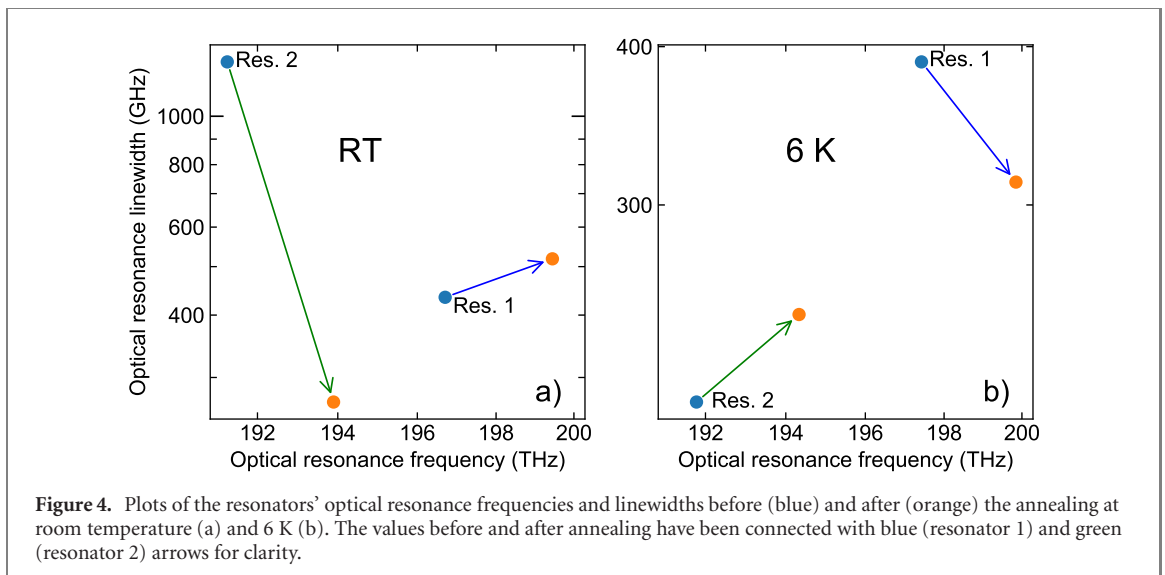 Optical resonance linewidth (GHz)
1000
800
600
400
Res. 2
RT
Res. 1
a)
192 194 196 198 200
Optical resonance frequency (THz)
400
300
Res. 1
6 K
Res. 2
b)
192 194 196 198 200
Optical resonance frequency (THz)
Figure 4. Plots of the resonators’ optical resonance frequencies and linewidths before (blue) and after (orange) the annealing at
room temperature (a) and 6 K (b). The values before and after annealing have been connected with blue (resonator 1) and green
(resonator 2) arrows for clarity.